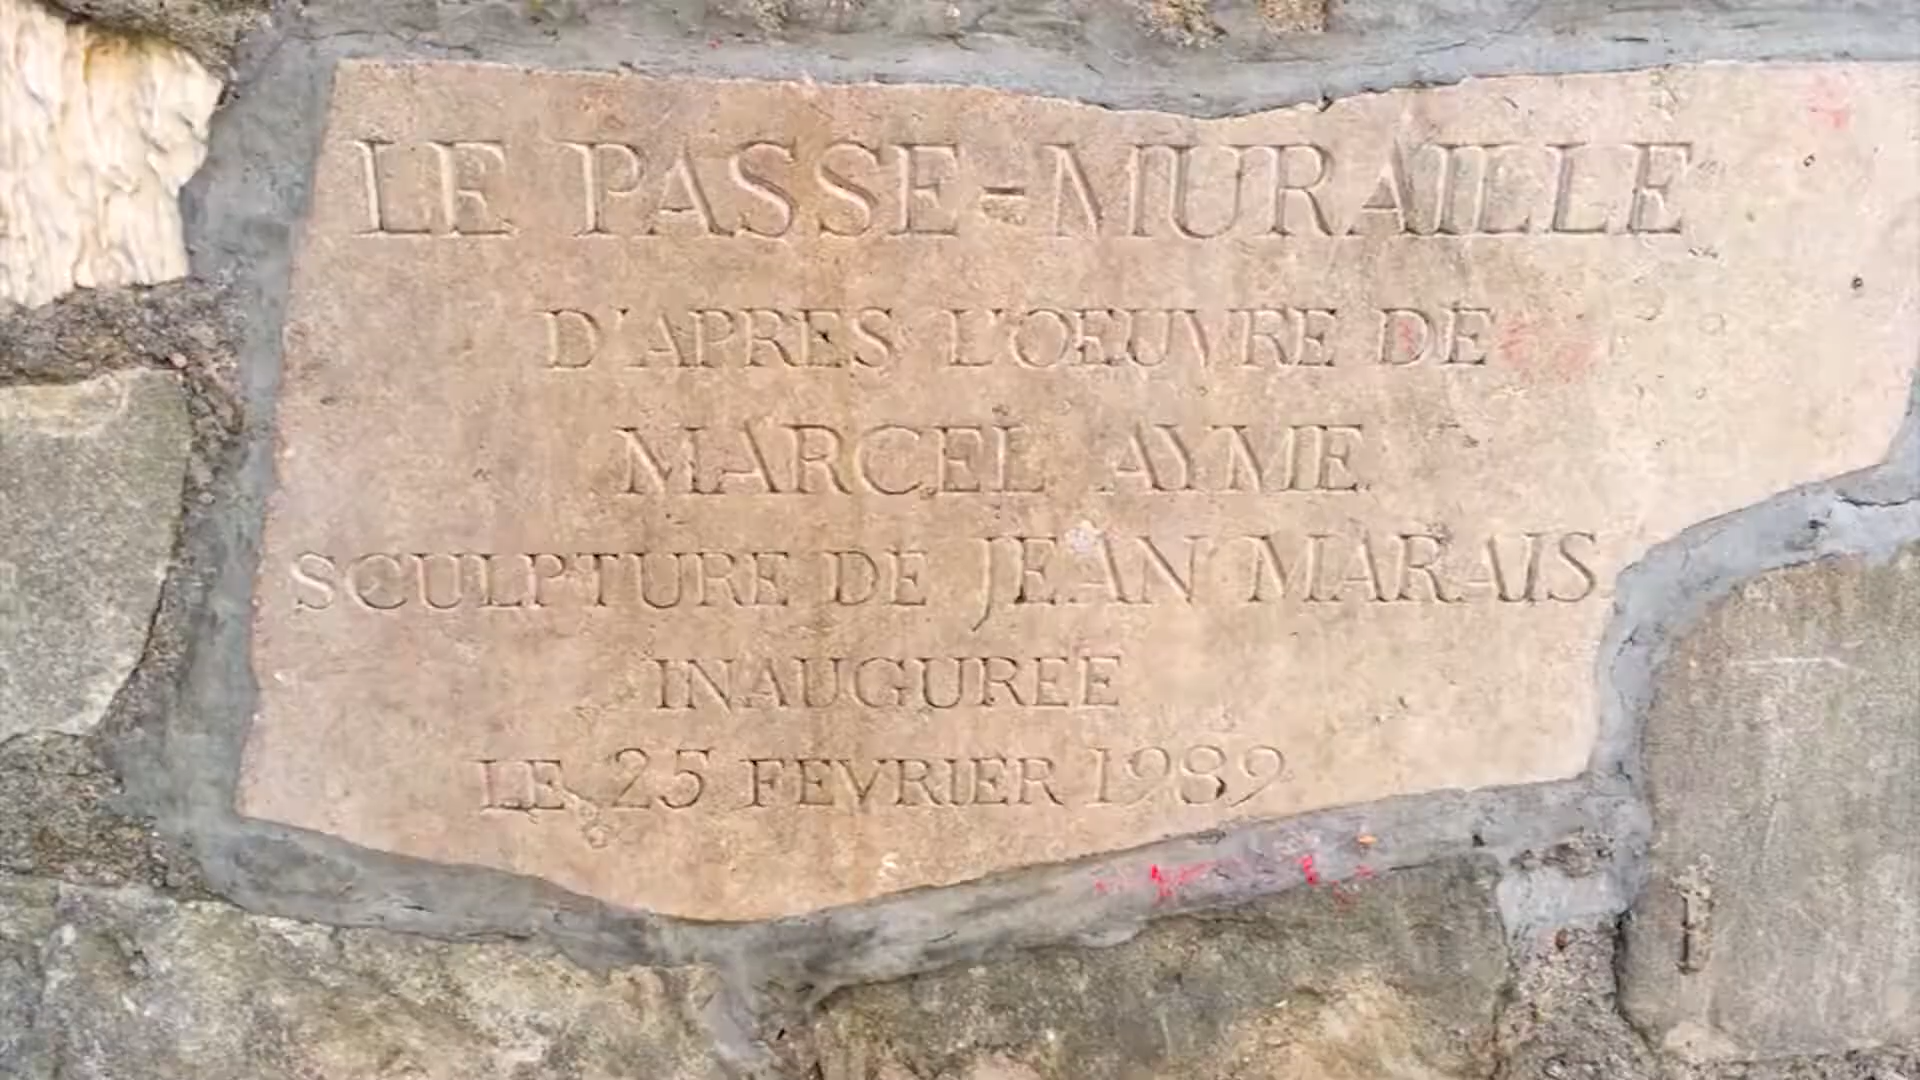 LE PASSE-MURAILLE
D'APRES L'OEUVRE DE
MARCEL AYME
SCULPTURE DE JEAN MARAIS
INAUGUREE
LE 25 FEVRIER 1989